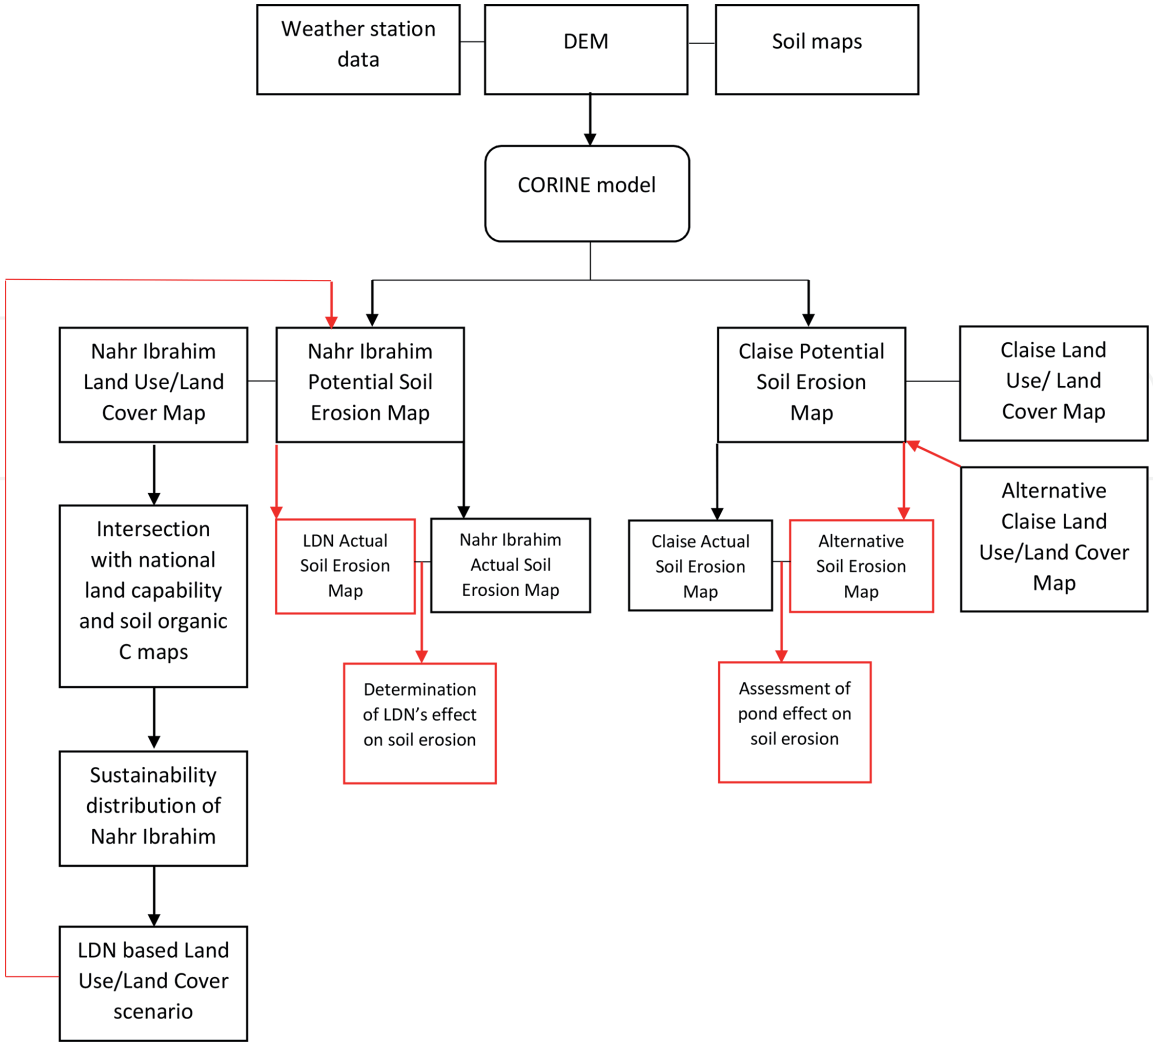 Weather station
data
DEM
Soil maps
CORINE model
Nahr Ibrahim
Land Use/Land
Cover Map
Nahr Ibrahim
Potential Soil
Erosion Map
Claise Potential
Soil Erosion
Map
Claise Land
Use/ Land
Cover Map
Intersection
with national
land capability
and soil organic
C maps
LDN Actual
Soil Erosion
Map
Nahr Ibrahim
Actual Soil
Erosion Map
Claise Actual
Soil Erosion
Map
Alternative
Soil Erosion
Map
Alternative
Claise Land
Use/Land Cover
Map
Determination
of LDN’s effect
on soil erosion
Assessment of
pond effect on
soil erosion
Sustainability
distribution of
Nahr Ibrahim
LDN based Land
Use/Land Cover
scenario